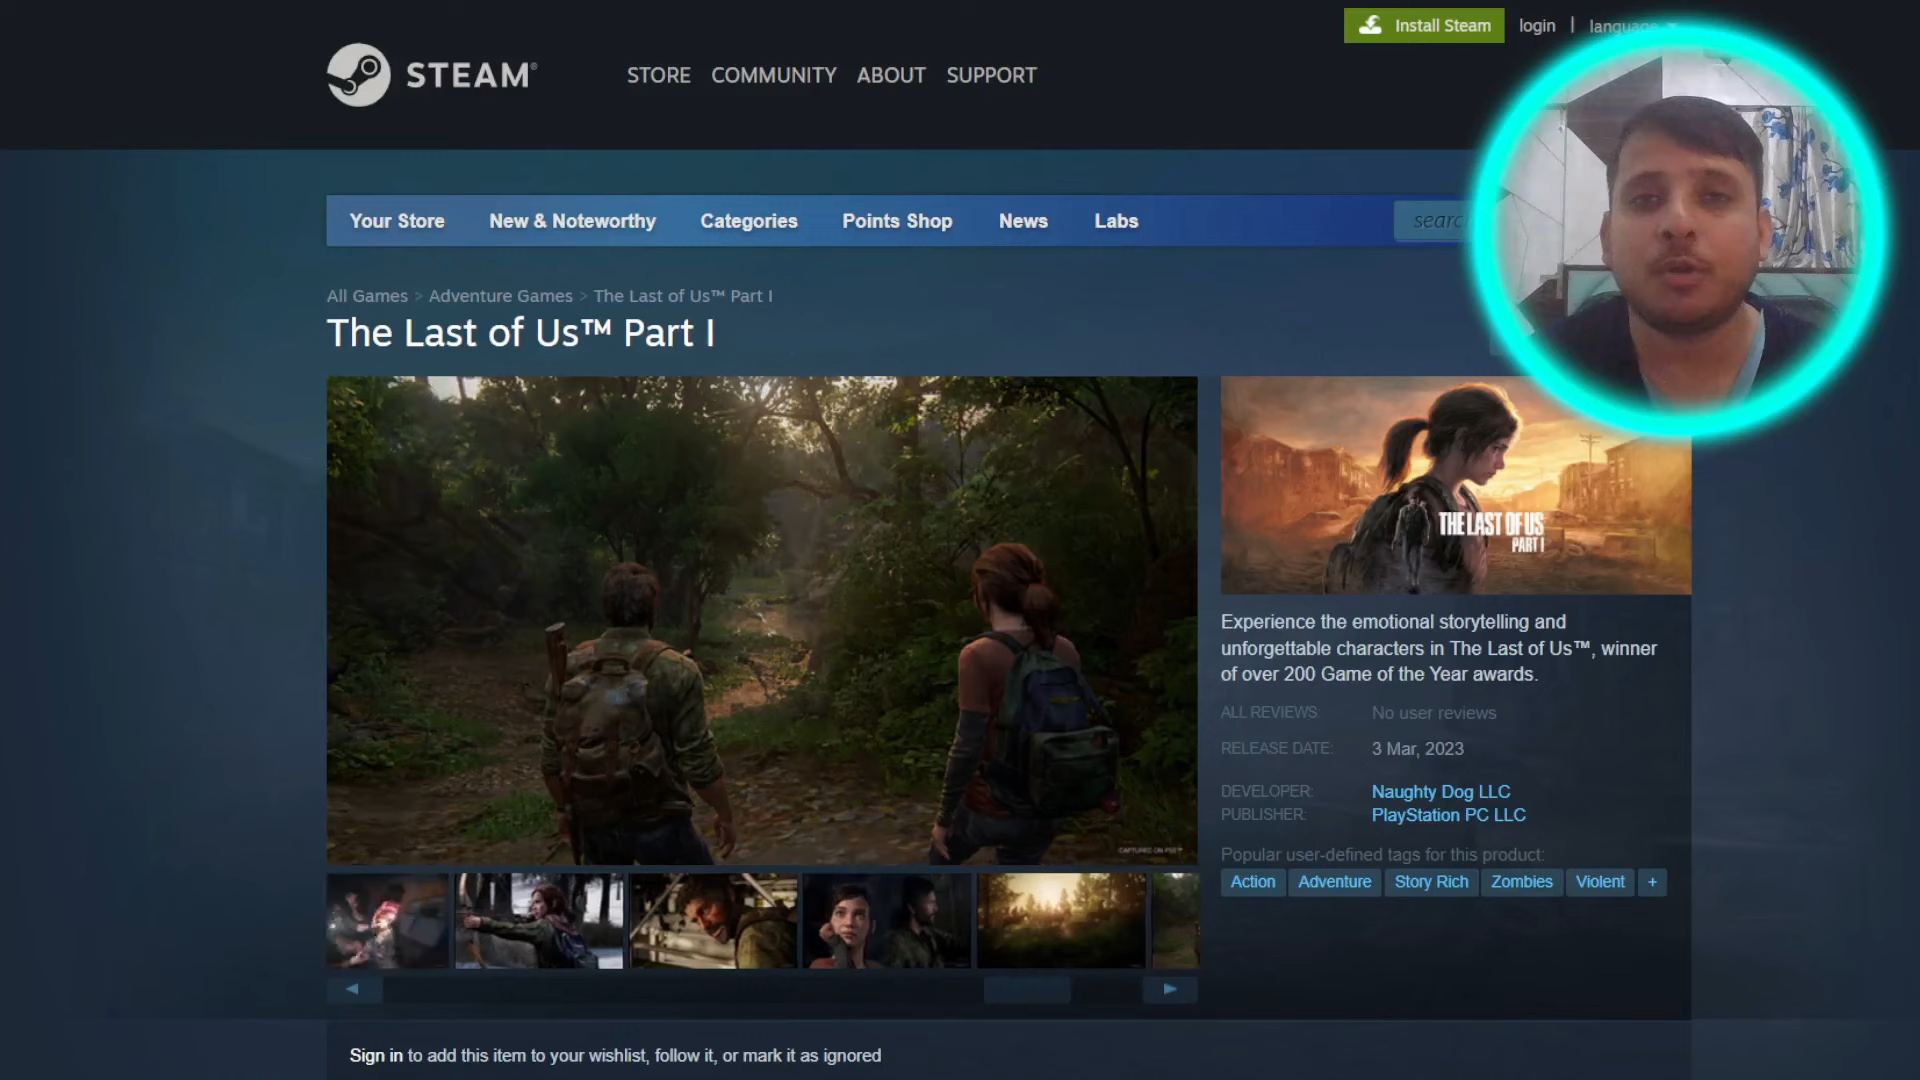 Install Steam login | language
STEAM®
STORE COMMUNITY ABOUT SUPPORT
Your Store New & Noteworthy Categories Points Shop News Labs
All Games > Adventure Games > The Last of Us™ Part I
The Last of Us™ Part I
THE LAST OF US
PART I
Experience the emotional storytelling and
unforgettable characters in The Last of Us™, winner
of over 200 Game of the Year awards.
ALL REVIEWS: No user reviews
RELEASE DATE: 3 Mar, 2023
DEVELOPER: Naughty Dog LLC
PUBLISHER: PlayStation PC LLC
CAPTURED ON PS5™
Popular user-defined tags for this product:
Action Adventure Story Rich Zombies Violent +
Sign in to add this item to your wishlist, follow it, or mark it as ignored